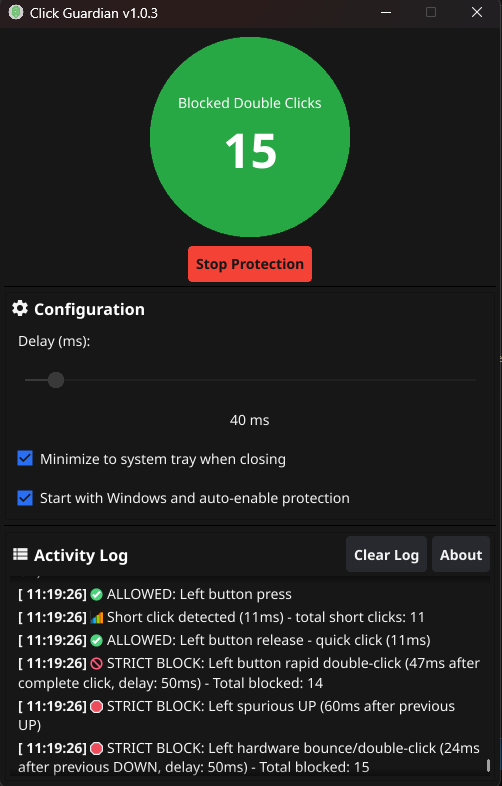 Click Guardian v1.0.3
Blocked Double Clicks
15
Stop Protection
Configuration
Delay (ms):
40 ms
Minimize to system tray when closing
Start with Windows and auto-enable protection
Activity Log
Clear Log
About
[ 11:19:26] ALLOWED: Left button press
[ 11:19:26] Short click detected (11ms) - total short clicks: 11
[ 11:19:26] ALLOWED: Left button release - quick click (11ms)
[ 11:19:26] STRICT BLOCK: Left button rapid double-click (47ms after
complete click, delay: 50ms) - Total blocked: 14
[ 11:19:26] STRICT BLOCK: Left spurious UP (60ms after previous
UP)
[ 11:19:26] STRICT BLOCK: Left hardware bounce/double-click (24ms
after previous DOWN, delay: 50ms) - Total blocked: 15